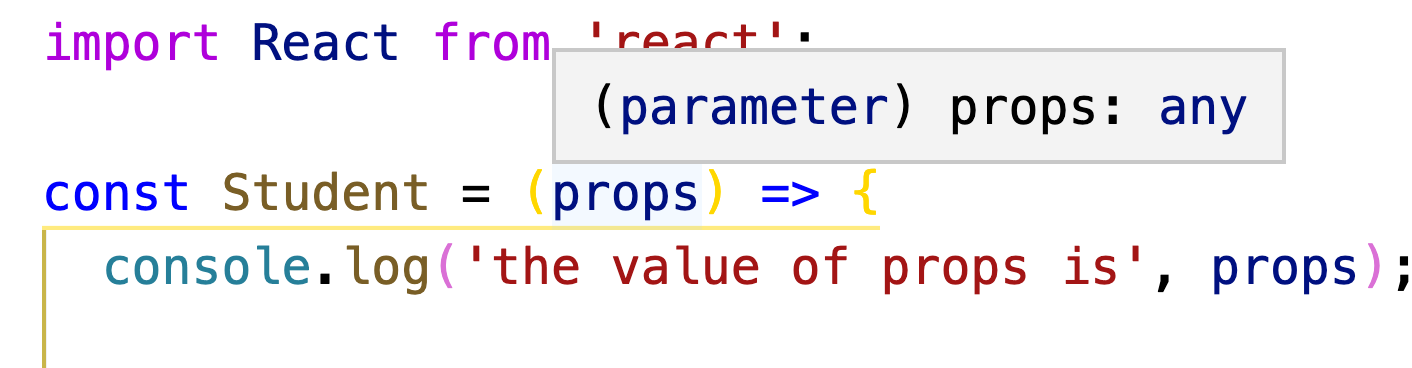 import React from 'react';
(parameter) props: any
const Student = (props) => {
console.log('the value of props is', props);